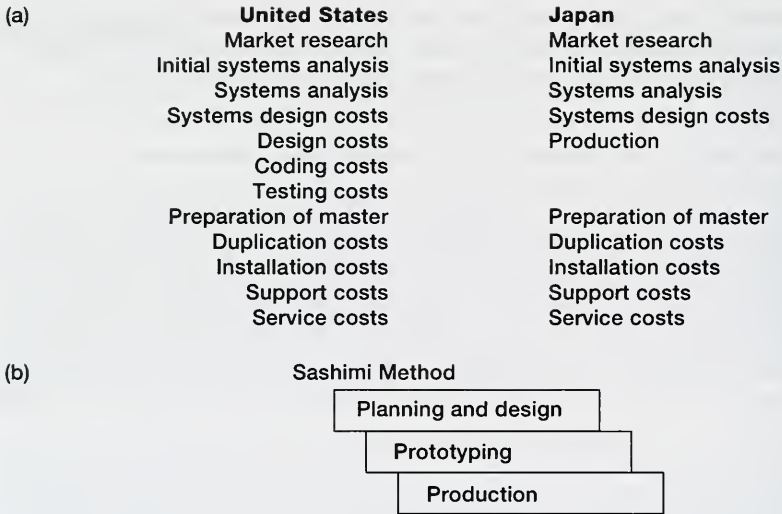 (a) United States Japan
Market research Market research
Initial systems analysis Initial systems analysis
Systems analysis Systems analysis
Systems design costs Systems design costs
Design costs Production
Coding costs
Testing costs
Preparation of master Preparation of master
Duplication costs Duplication costs
Installation costs Installation costs
Support costs Support costs
Service costs Service costs
(b) Sashimi Method
Planning and design
Prototyping
Production